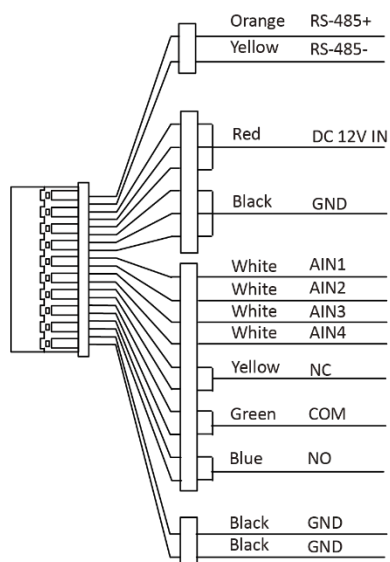 Orange RS-485+
Yellow RS-485-
Red DC 12V IN
Black GND
White AIN1
White AIN2
White AIN3
White AIN4
Yellow NC
Green COM
Blue NO
Black GND
Black GND